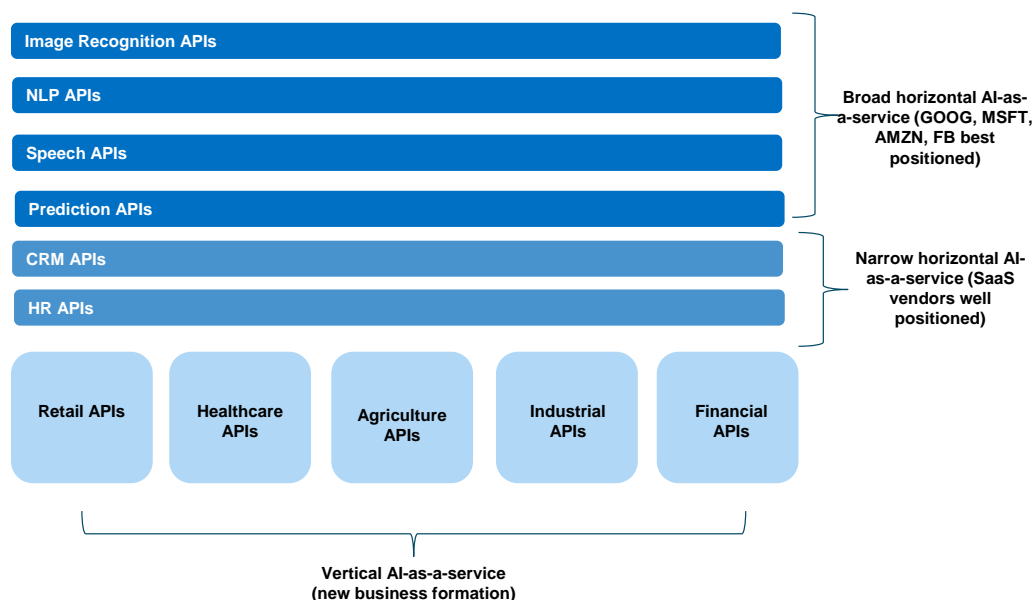 Image Recognition APIs
NLP APIs
Speech APIs
Prediction APIs
Broad horizontal AI-as-
a-service (GOOG, MSFT,
AMZN, FB best
positioned)
CRM APIs
HR APIs
Narrow horizontal AI-
as-a-service (SaaS
vendors well
positioned)
Retail APIs
Healthcare
APIs
Agriculture
APIs
Industrial
APIs
Financial
APIs
Vertical AI-as-a-service
(new business formation)